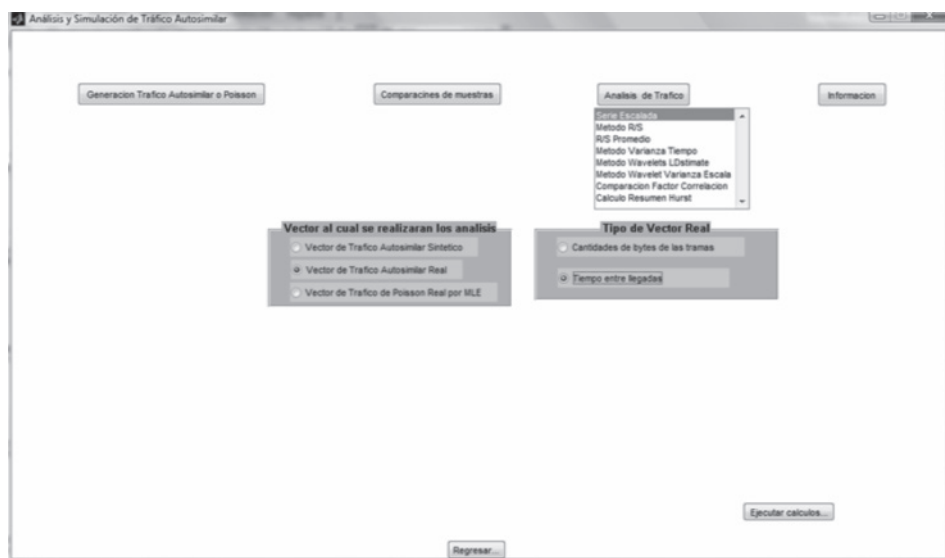 Análisis y Simulación de Tráfico Autosimilar
Generacion Trafico Autosimilar o Poisson
Comparacines de muestras
Analisis de Trafico
Informacion
Serie Escalada
Metodo R/S
R/S Promedio
Metodo Varianza Tiempo
Metodo Wavelets LDstimate
Metodo Wavelet Varianza Escala
Comparacion Factor Correlacion
Calculo Resumen Hurst
Vector al cual se realizaran los analisis
Vector de Trafico Autosimilar Sintetico
Vector de Trafico Autosimilar Real
Vector de Trafico de Poisson Real por MLE
Tipo de Vector Real
Cantidades de bytes de las tramas
Tiempo entre llegadas
Ejecutar calculos...
Regresar...